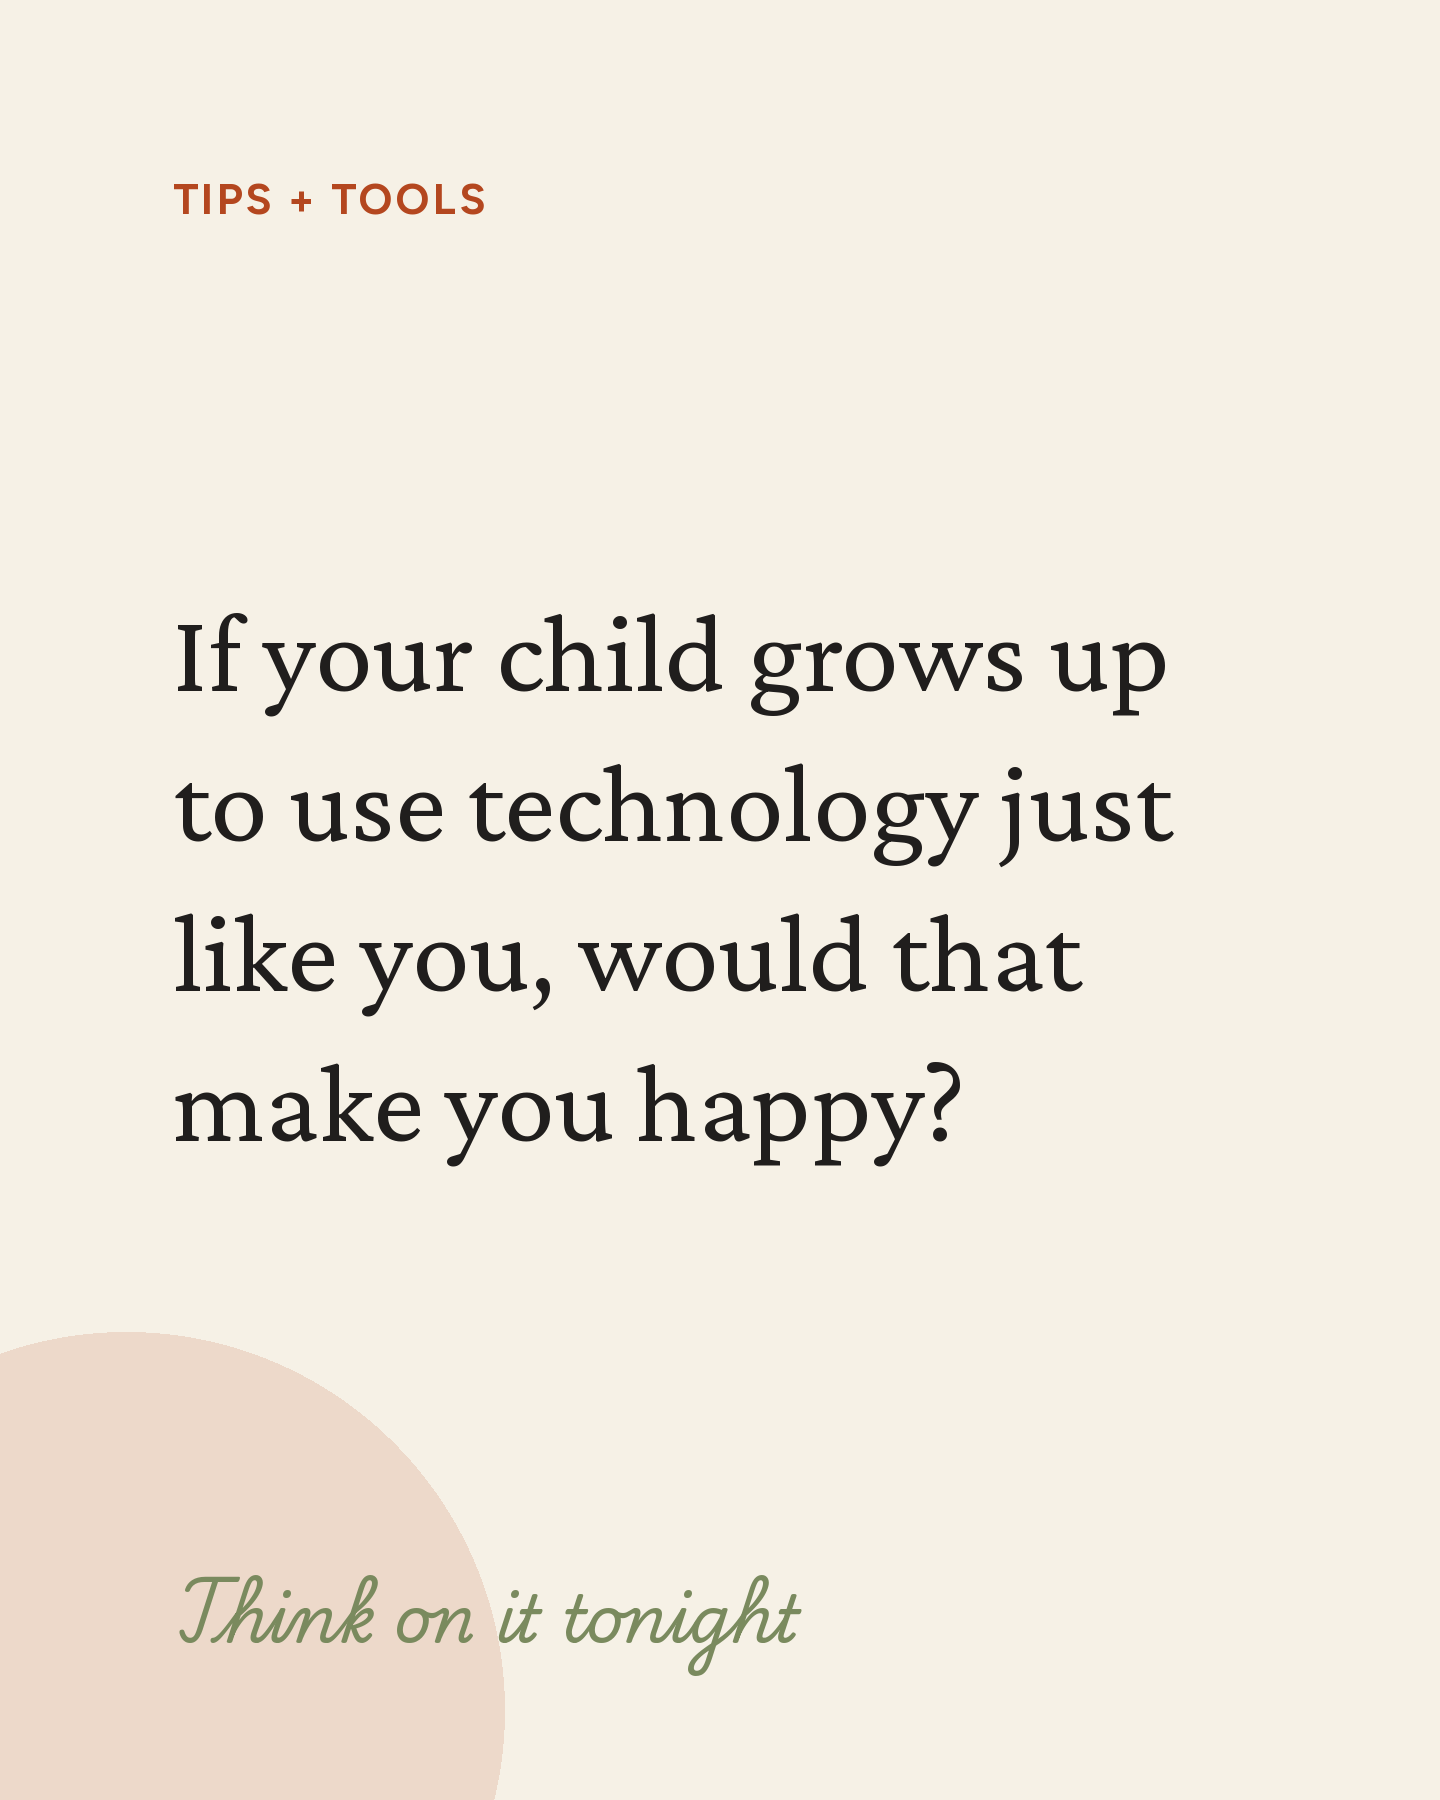 TIPS + TOOLS
If your child grows up
to use technology just
like you, would that
make you happy?
Think on it tonight